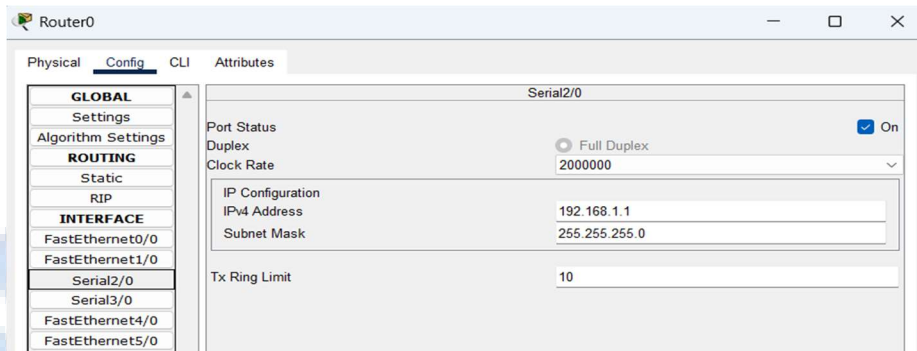 Router0
Physical Config CLI Attributes
GLOBAL
Settings
Algorithm Settings
ROUTING
Static
RIP
INTERFACE
FastEthernet0/0
FastEthernet1/0
Serial2/0
Serial3/0
FastEthernet4/0
FastEthernet5/0
Serial2/0
Port Status On
Duplex Full Duplex
Clock Rate 2000000
IP Configuration
IPv4 Address 192.168.1.1
Subnet Mask 255.255.255.0
Tx Ring Limit 10